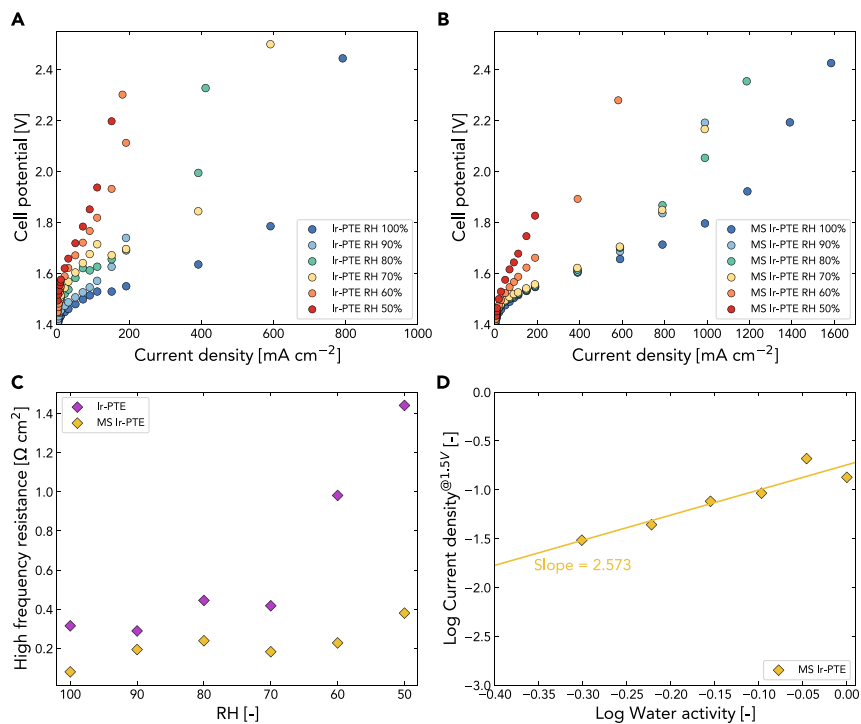 A
B
Cell potential [V]
2.4
2.2
2.0
1.8
1.6
1.4
0
200
400
600
800
1000
Current density [mA cm−2]
Ir-PTE RH 100%
Ir-PTE RH 90%
Ir-PTE RH 80%
Ir-PTE RH 70%
Ir-PTE RH 60%
Ir-PTE RH 50%
Cell potential [V]
2.4
2.2
2.0
1.8
1.6
1.4
0
200
400
600
800
1000
1200
1400
1600
Current density [mA cm−2]
MS Ir-PTE RH 100%
MS Ir-PTE RH 90%
MS Ir-PTE RH 80%
MS Ir-PTE RH 70%
MS Ir-PTE RH 60%
MS Ir-PTE RH 50%
C
D
High frequency resistance [Ω cm2]
1.4
1.2
1.0
0.8
0.6
0.4
0.2
100
90
80
70
60
50
RH [-]
Ir-PTE
MS Ir-PTE
Log Current density@1.5V [-]
0.0
−0.5
−1.0
−1.5
−2.0
−2.5
−3.0
−0.40
−0.35
−0.30
−0.25
−0.20
−0.15
−0.10
−0.05
0.00
Log Water activity [-]
Slope = 2.573
MS Ir-PTE